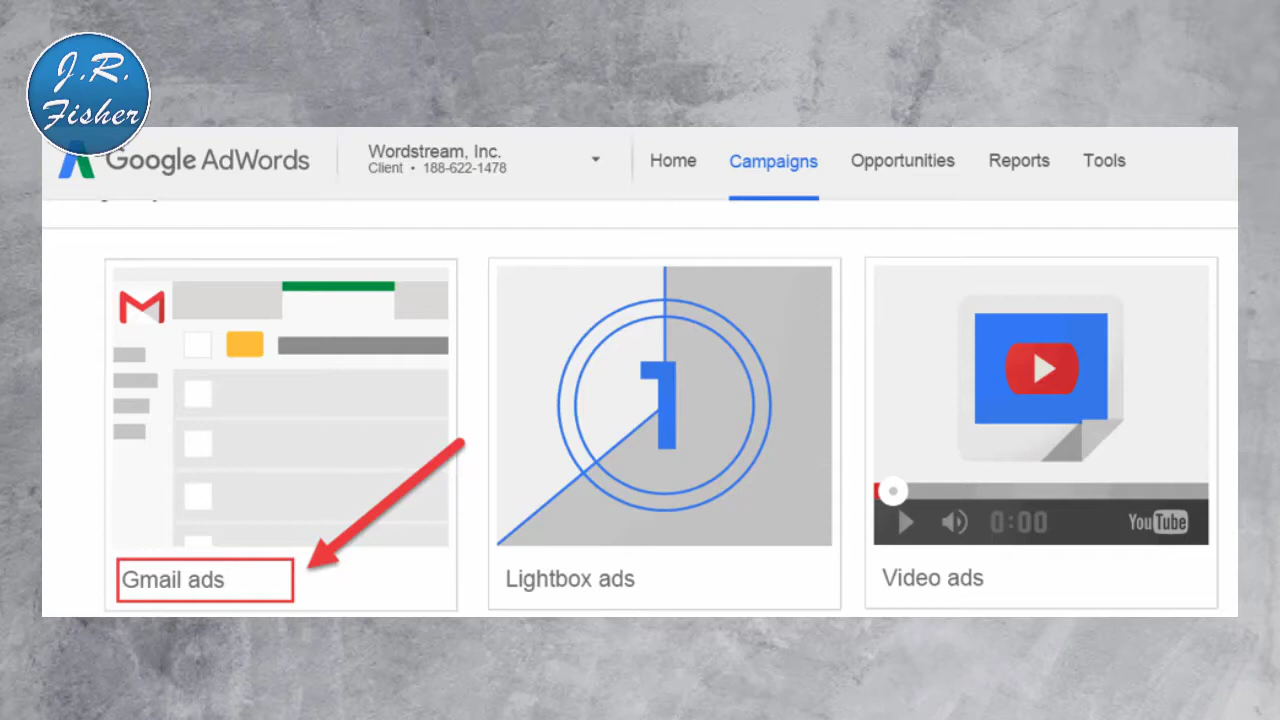 J.R.
Fisher
Google AdWords
Wordstream, Inc.
Client • 188-622-1478
Home
Campaigns
Opportunities
Reports
Tools
1
0:00
YouTube
Gmail ads
Lightbox ads
Video ads